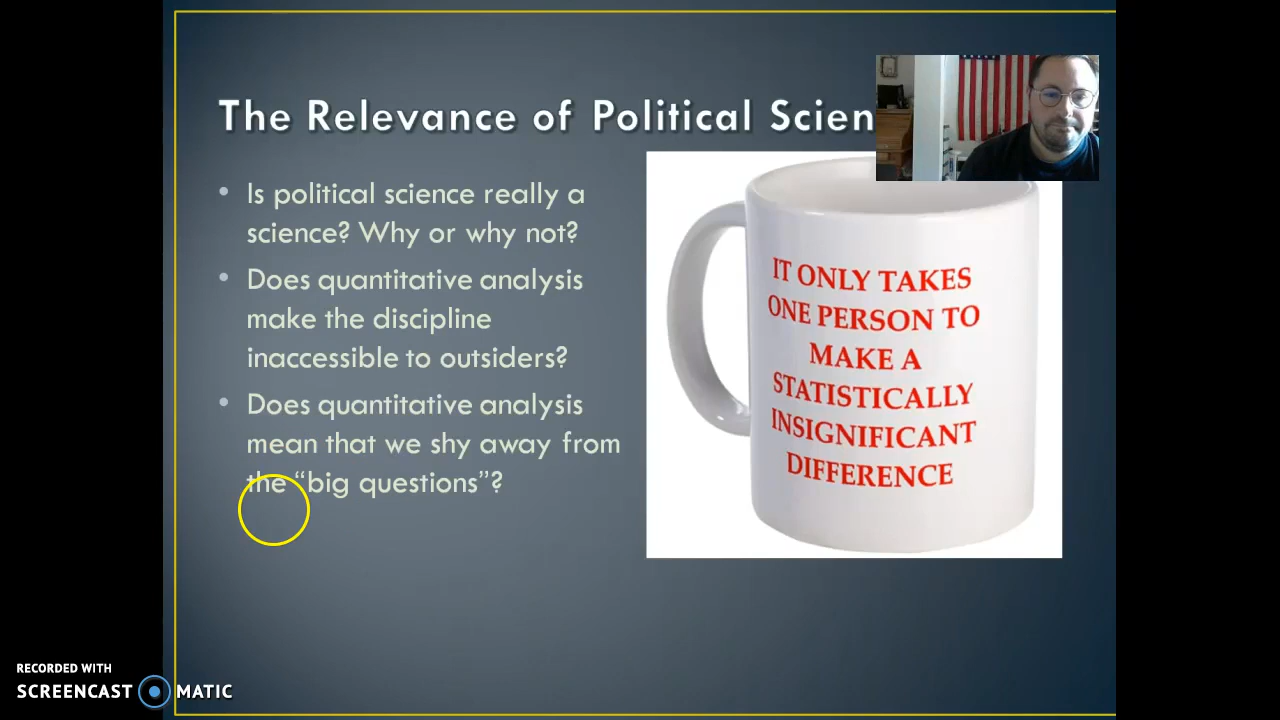 The Relevance of Political Scien
• Is political science really a
science? Why or why not?
• Does quantitative analysis
make the discipline
inaccessible to outsiders?
• Does quantitative analysis
mean that we shy away from
the “big questions”?
IT ONLY TAKES
ONE PERSON TO
MAKE A
STATISTICALLY
INSIGNIFICANT
DIFFERENCE
RECORDED WITH
SCREENCAST MATIC